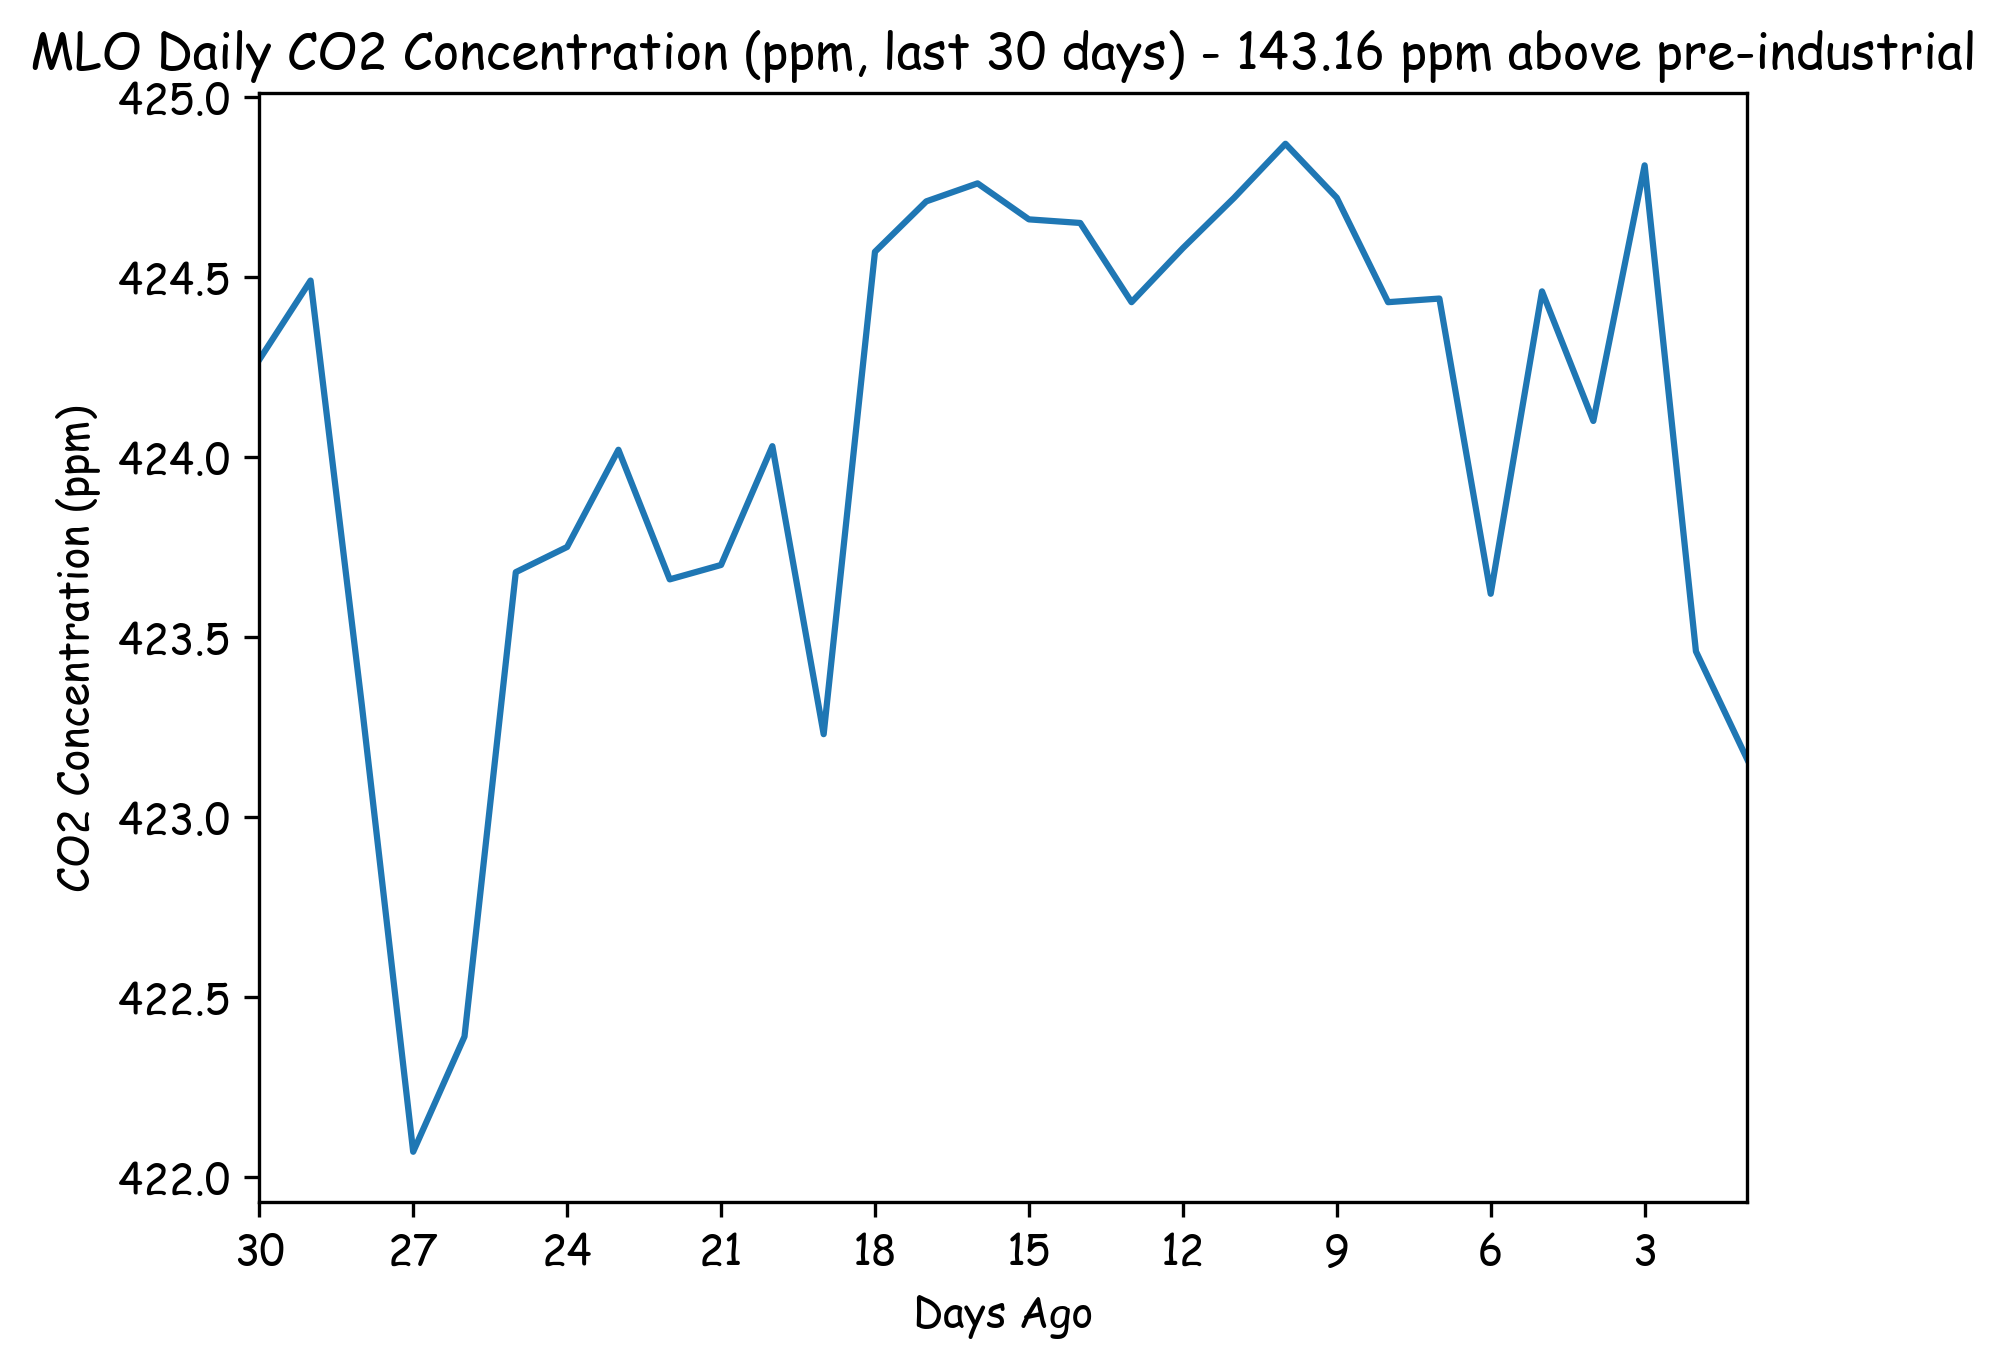 MLO Daily CO2 Concentration (ppm, last 30 days) - 143.16 ppm above pre-industrial
425.0
424.5
424.0
423.5
423.0
422.5
422.0
CO2 Concentration (ppm)
30 27 24 21 18 15 12 9 6 3
Days Ago